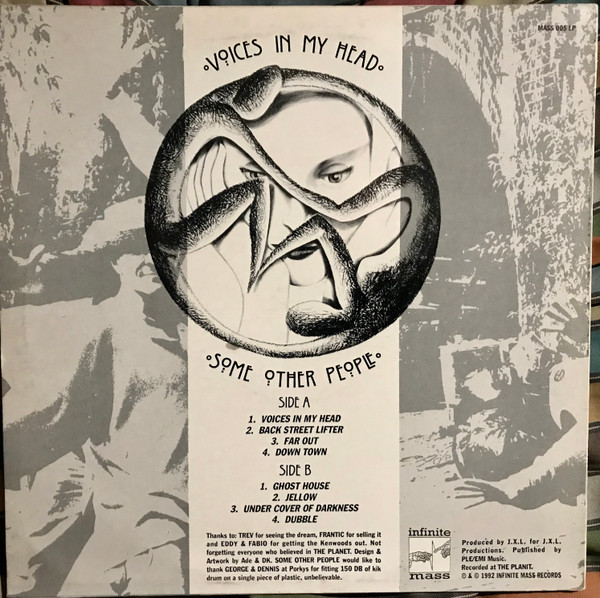 MASS 005 LP
VOICES IN MY HEAD
SOME OTHER PEOPLE
SIDE A
1. VOICES IN MY HEAD
2. BACK STREET LIFTER
3. FAR OUT
4. DOWN TOWN
SIDE B
1. GHOST HOUSE
2. JELLOW
3. UNDER COVER OF DARKNESS
4. DUBBLE
Thanks to: TREV for seeing the dream, FRANTIC for selling it
and EDDY & FABIO for getting the Kenwoods out. Not
forgetting everyone who believed in THE PLANET. Design &
Artwork by Ade & DK. SOME OTHER PEOPLE would like to
thank GEORGE & DENNIS at Porkys for fitting 150 DB of kik
drum on a single piece of plastic, unbelievable.
infinite
mass
Produced by J.X.L. for J.X.L.
Productions. Published by
PLE/EMI Music.
Recorded at THE PLANIT.
℗ & © 1992 INFINITE MASS RECORDS